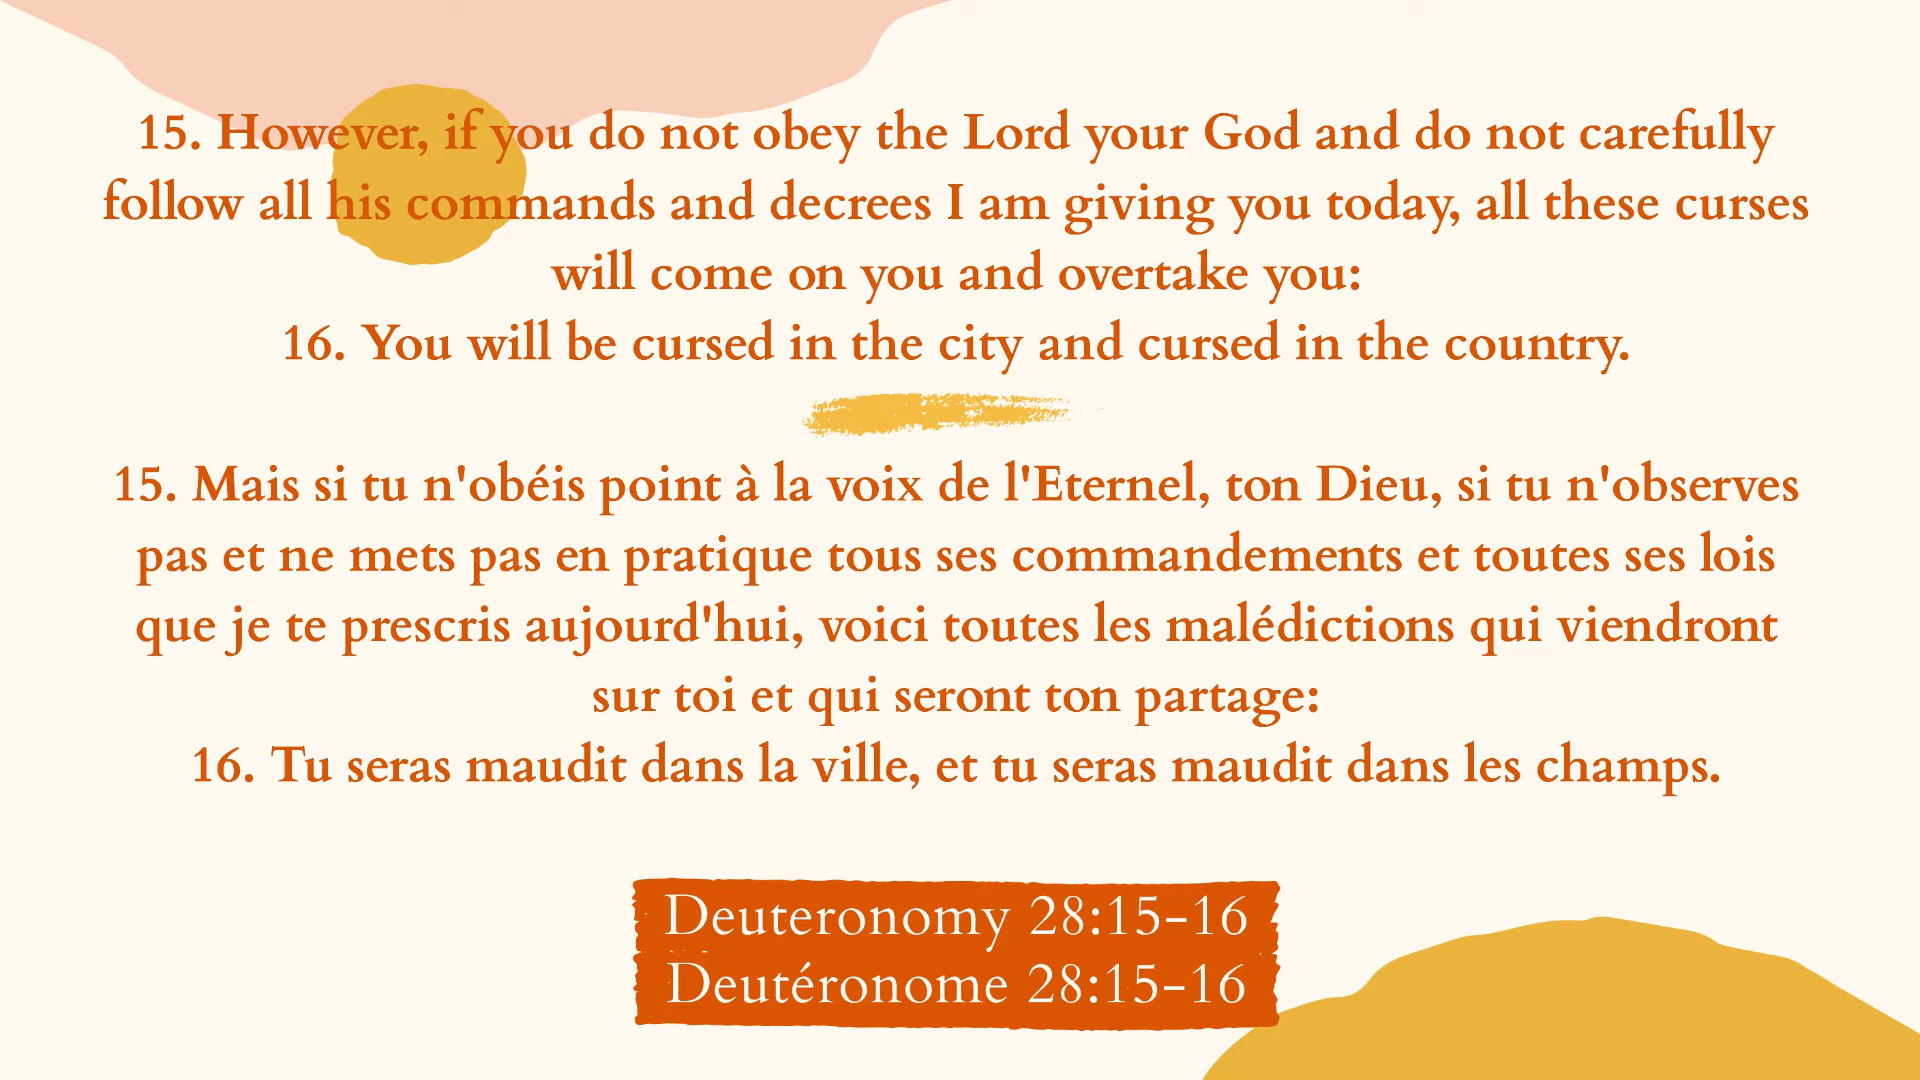 15. However, if you do not obey the Lord your God and do not carefully
follow all his commands and decrees I am giving you today, all these curses
will come on you and overtake you:
16. You will be cursed in the city and cursed in the country.
15. Mais si tu n'obéis point à la voix de l'Eternel, ton Dieu, si tu n'observes
pas et ne mets pas en pratique tous ses commandements et toutes ses lois
que je te prescris aujourd'hui, voici toutes les malédictions qui viendront
sur toi et qui seront ton partage:
16. Tu seras maudit dans la ville, et tu seras maudit dans les champs.
Deuteronomy 28:15-16
Deutéronome 28:15-16